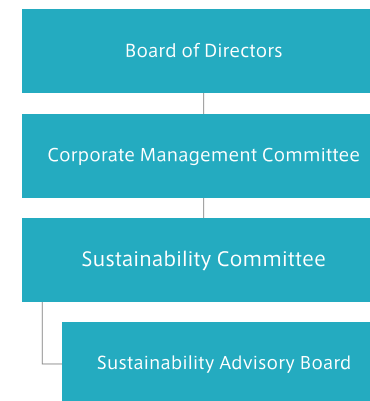 Board of Directors
Corporate Management Committee
Sustainability Committee
Sustainability Advisory Board